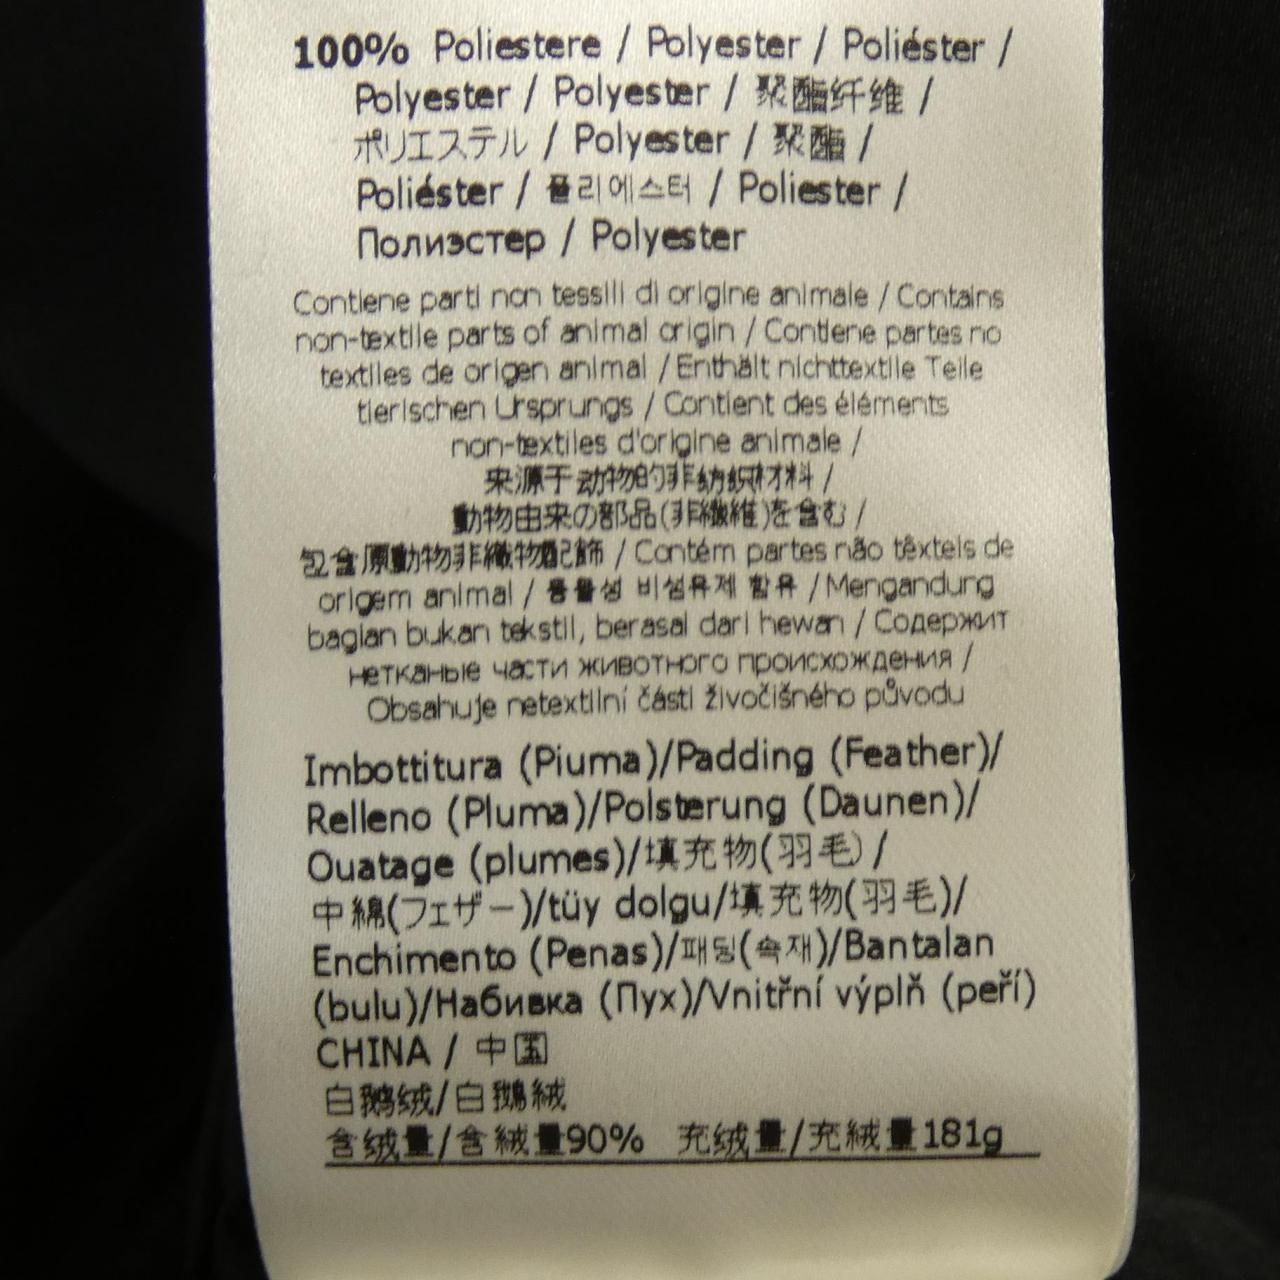 100% Poliestere / Polyester / Poliéster /
Polyester / Polyester / 聚酯纤维 /
ポリエステル / Polyester / 聚酯 /
Poliéster / 폴리에스터 / Poliester /
Полиэстер / Polyester
Contiene parti non tessili di origine animale / Contains
non-textile parts of animal origin / Contiene partes no
textiles de origen animal / Enthält nichttextile Teile
tierischen Ursprungs / Contient des éléments
non-textiles d'origine animale /
来源于动物的非纺织材料 /
動物由来の部品(非繊維)を含む /
包含原動物非織物配飾 / Contém partes não têxteis de
origem animal / 동물성 비섬유제 함유 / Mengandung
bagian bukan tekstil, berasal dari hewan / Содержит
нетканые части животного происхождения /
Obsahuje netextilní části živočišného původu
Imbottitura (Piuma)/Padding (Feather)/
Relleno (Pluma)/Polsterung (Daunen)/
Ouatage (plumes)/填充物(羽毛) /
中綿(フェザー)/tüy dolgu/填充物(羽毛)/
Enchimento (Penas)/패딩(속재)/Bantalan
(bulu)/Набивка (Пух)/Vnitřní výplň (peří)
CHINA / 中国
白鹅绒/白鵝絨
含绒量/含絨量90% 充绒量/充絨量181g